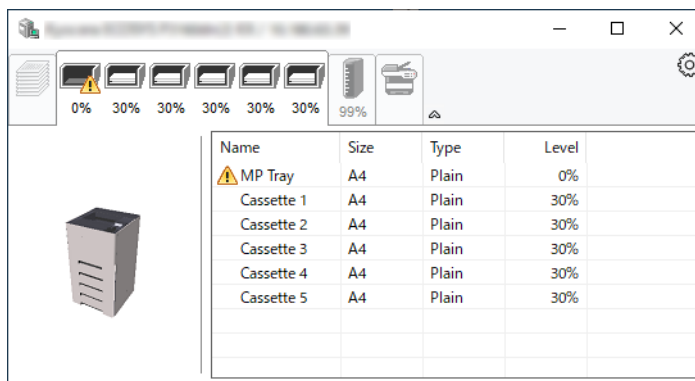 0% 30% 30% 30% 30% 30% 99%
Name Size Type Level
MP Tray A4 Plain 0%
Cassette 1 A4 Plain 30%
Cassette 2 A4 Plain 30%
Cassette 3 A4 Plain 30%
Cassette 4 A4 Plain 30%
Cassette 5 A4 Plain 30%